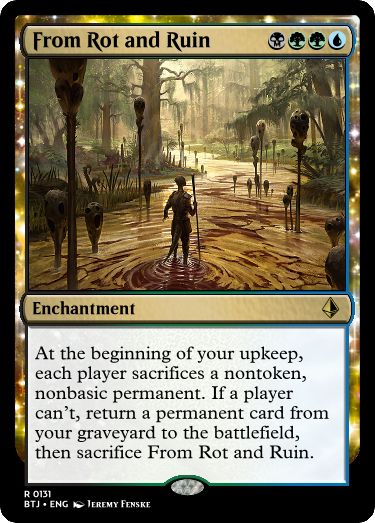 From Rot and Ruin
Enchantment
At the beginning of your upkeep,
each player sacrifices a nontoken,
nonbasic permanent. If a player
can't, return a permanent card from
your graveyard to the battlefield,
then sacrifice From Rot and Ruin.
R 0131
BTJ • ENG Jeremy Fenske